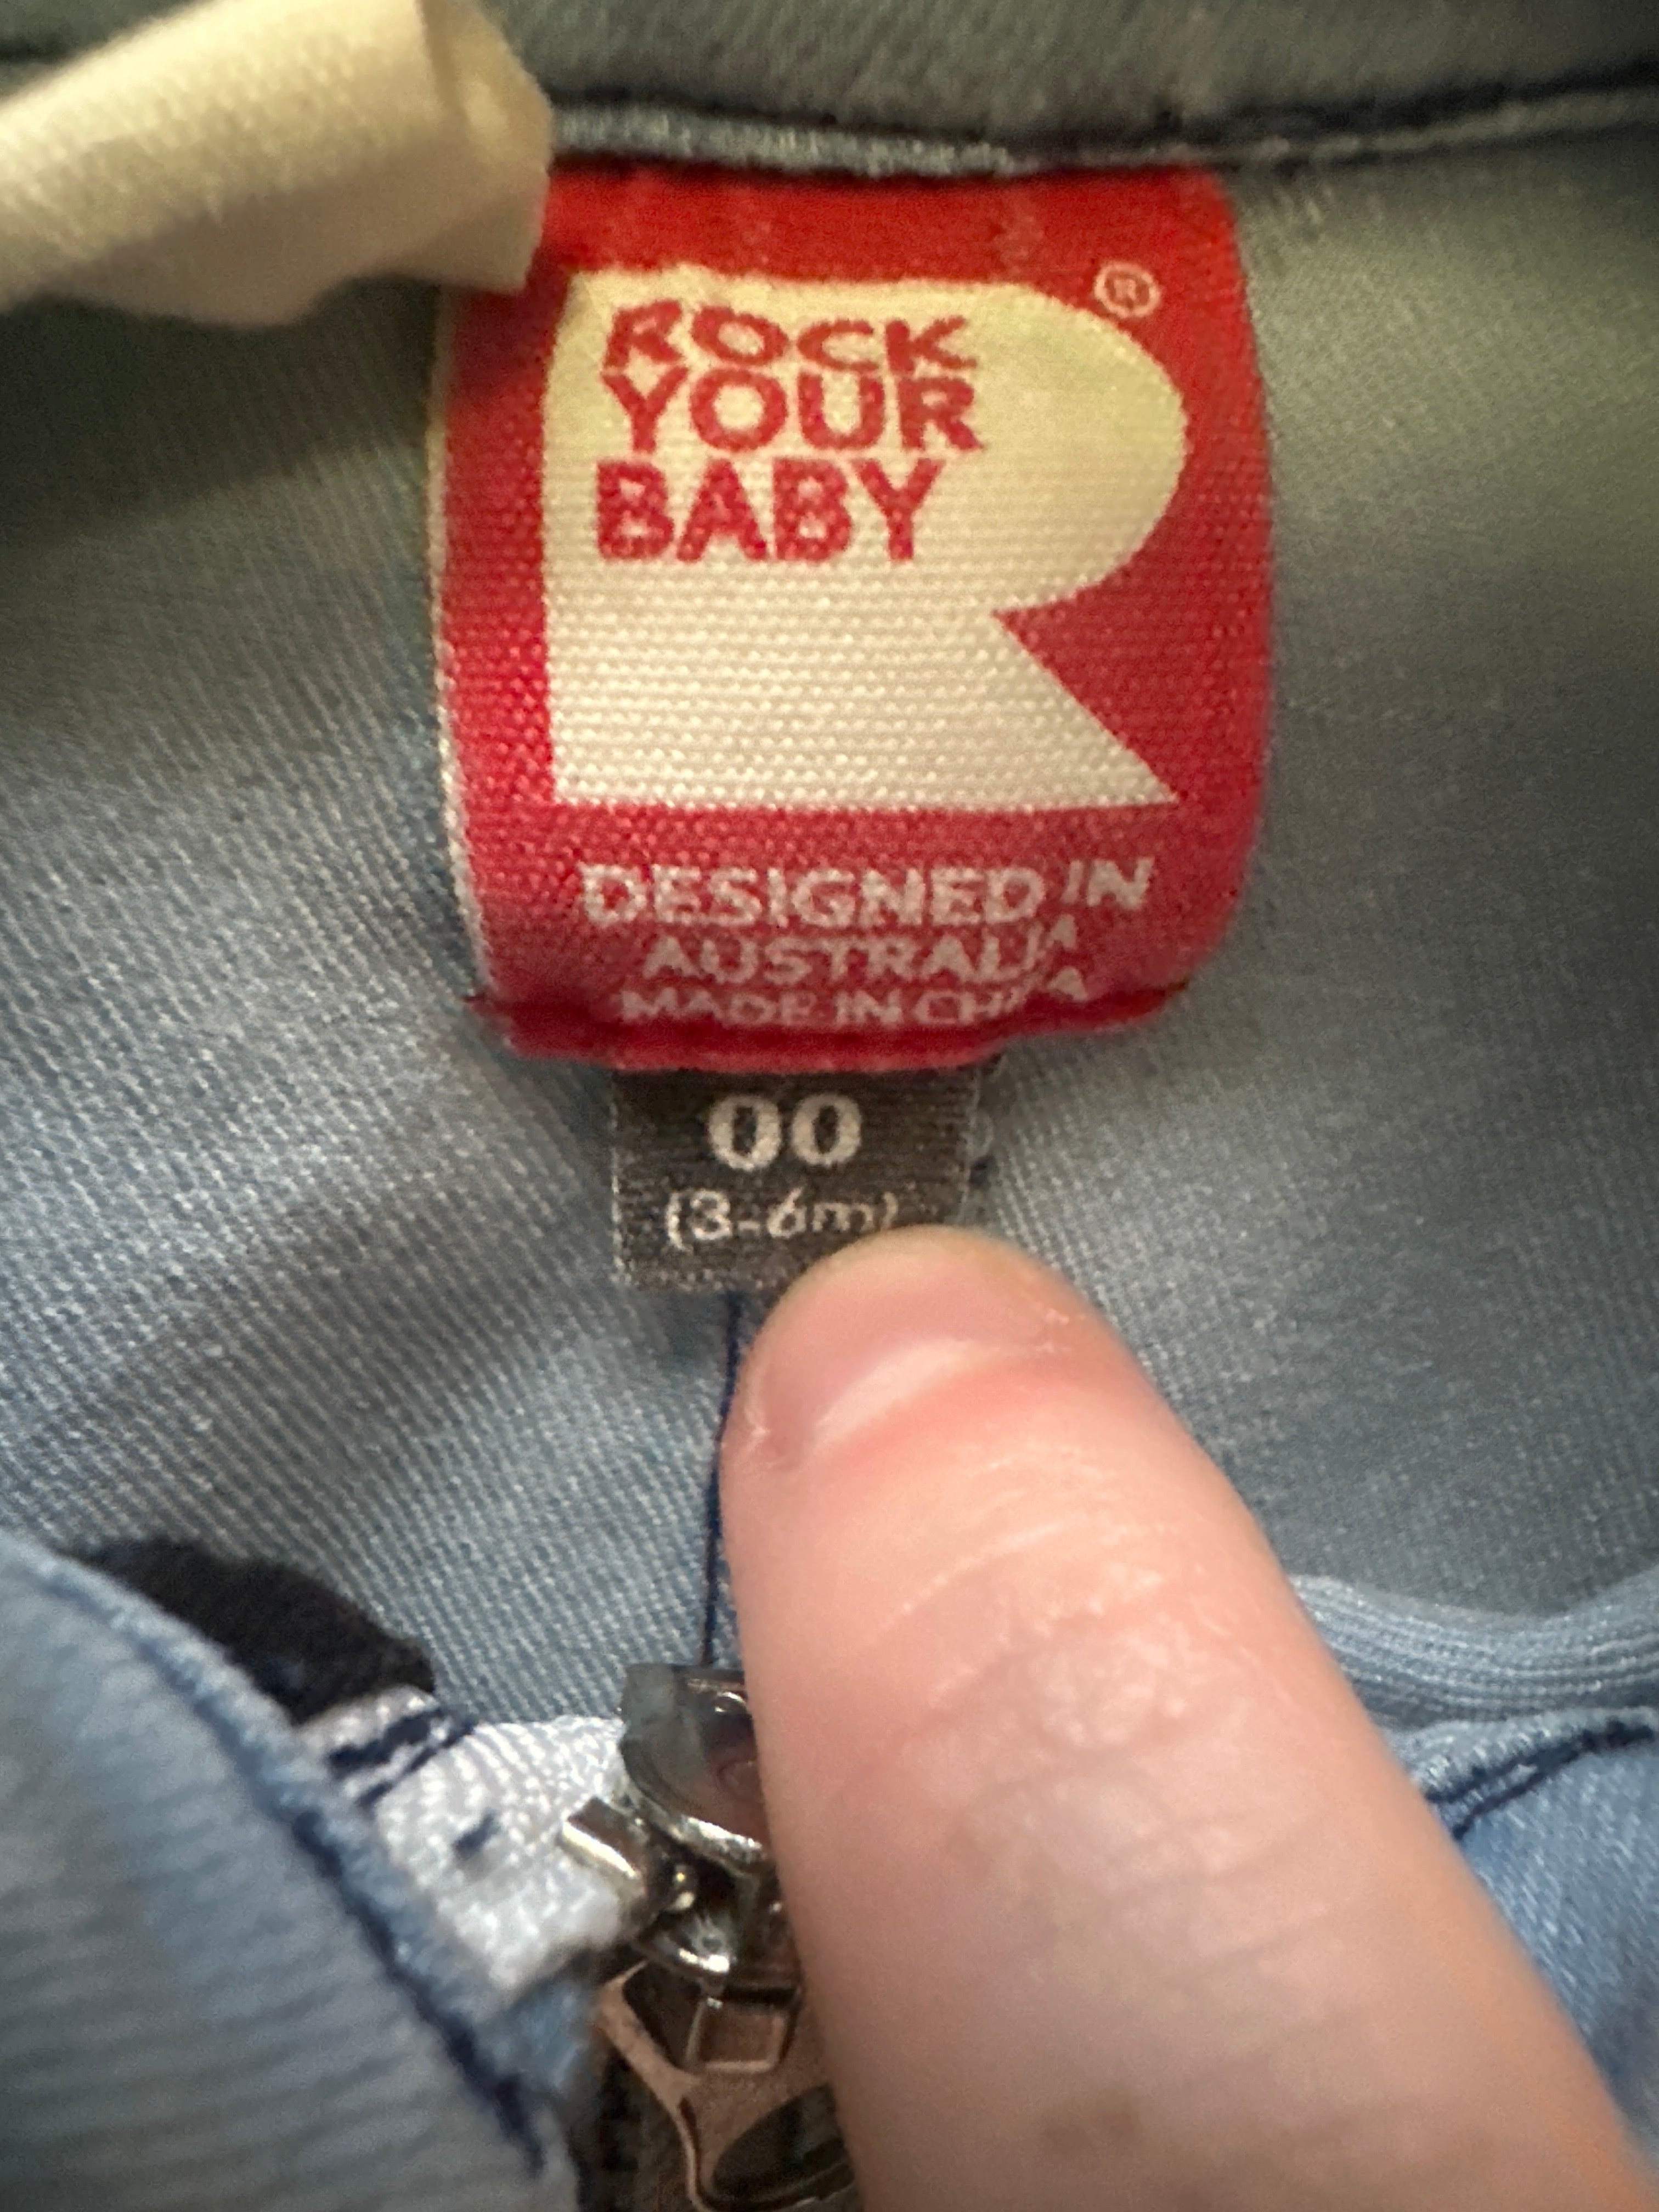 ROCK
YOUR
BABY
®
DESIGNED IN
AUSTRALIA
MADE IN CHINA
00
(3-6m)